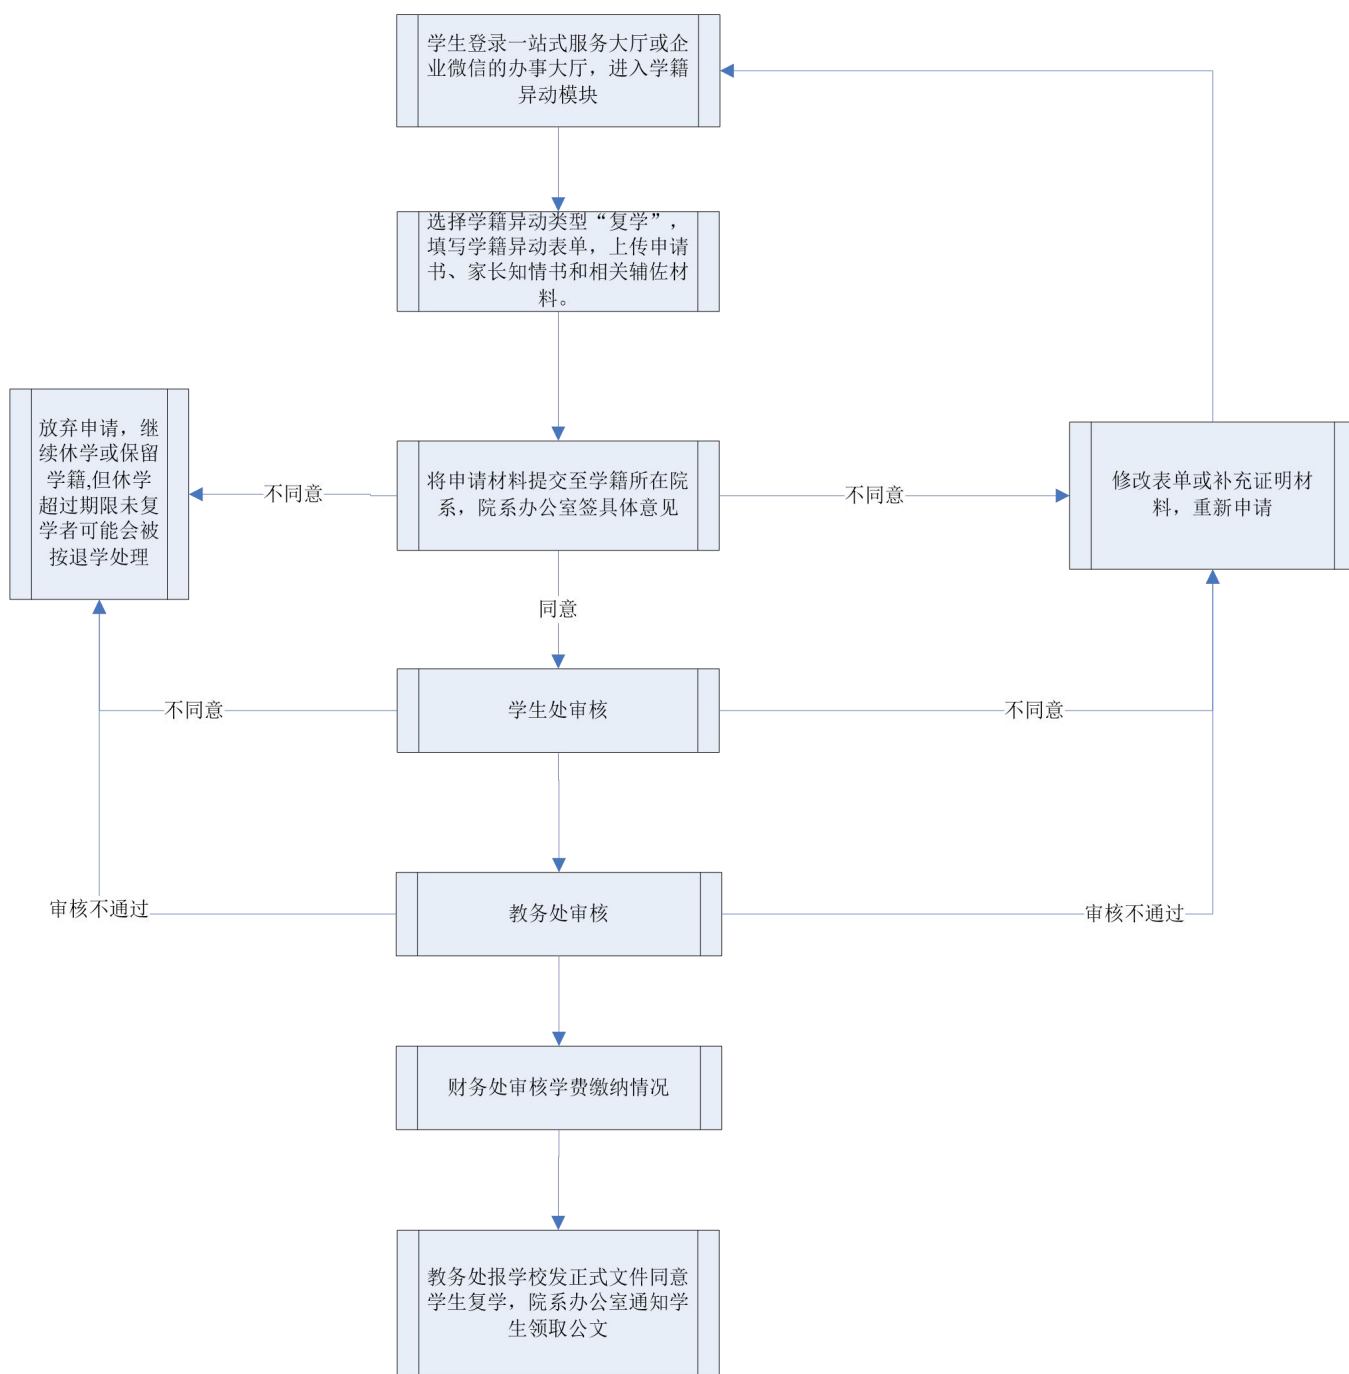 学生登录一站式服务大厅或企
业微信的办事大厅，进入学籍
异动模块
选择学籍异动类型“复学”，
填写学籍异动表单，上传申请
书、家长知情书和相关辅佐材
料。
放弃申请，继
续休学或保留
学籍,但休学
超过期限未复
学者可能会被
按退学处理
不同意
将申请材料提交至学籍所在院
系，院系办公室签具体意见
不同意
修改表单或补充证明材
料，重新申请
同意
不同意
学生处审核
不同意
审核不通过
教务处审核
审核不通过
财务处审核学费缴纳情况
教务处报学校发正式文件同意
学生复学，院系办公室通知学
生领取公文